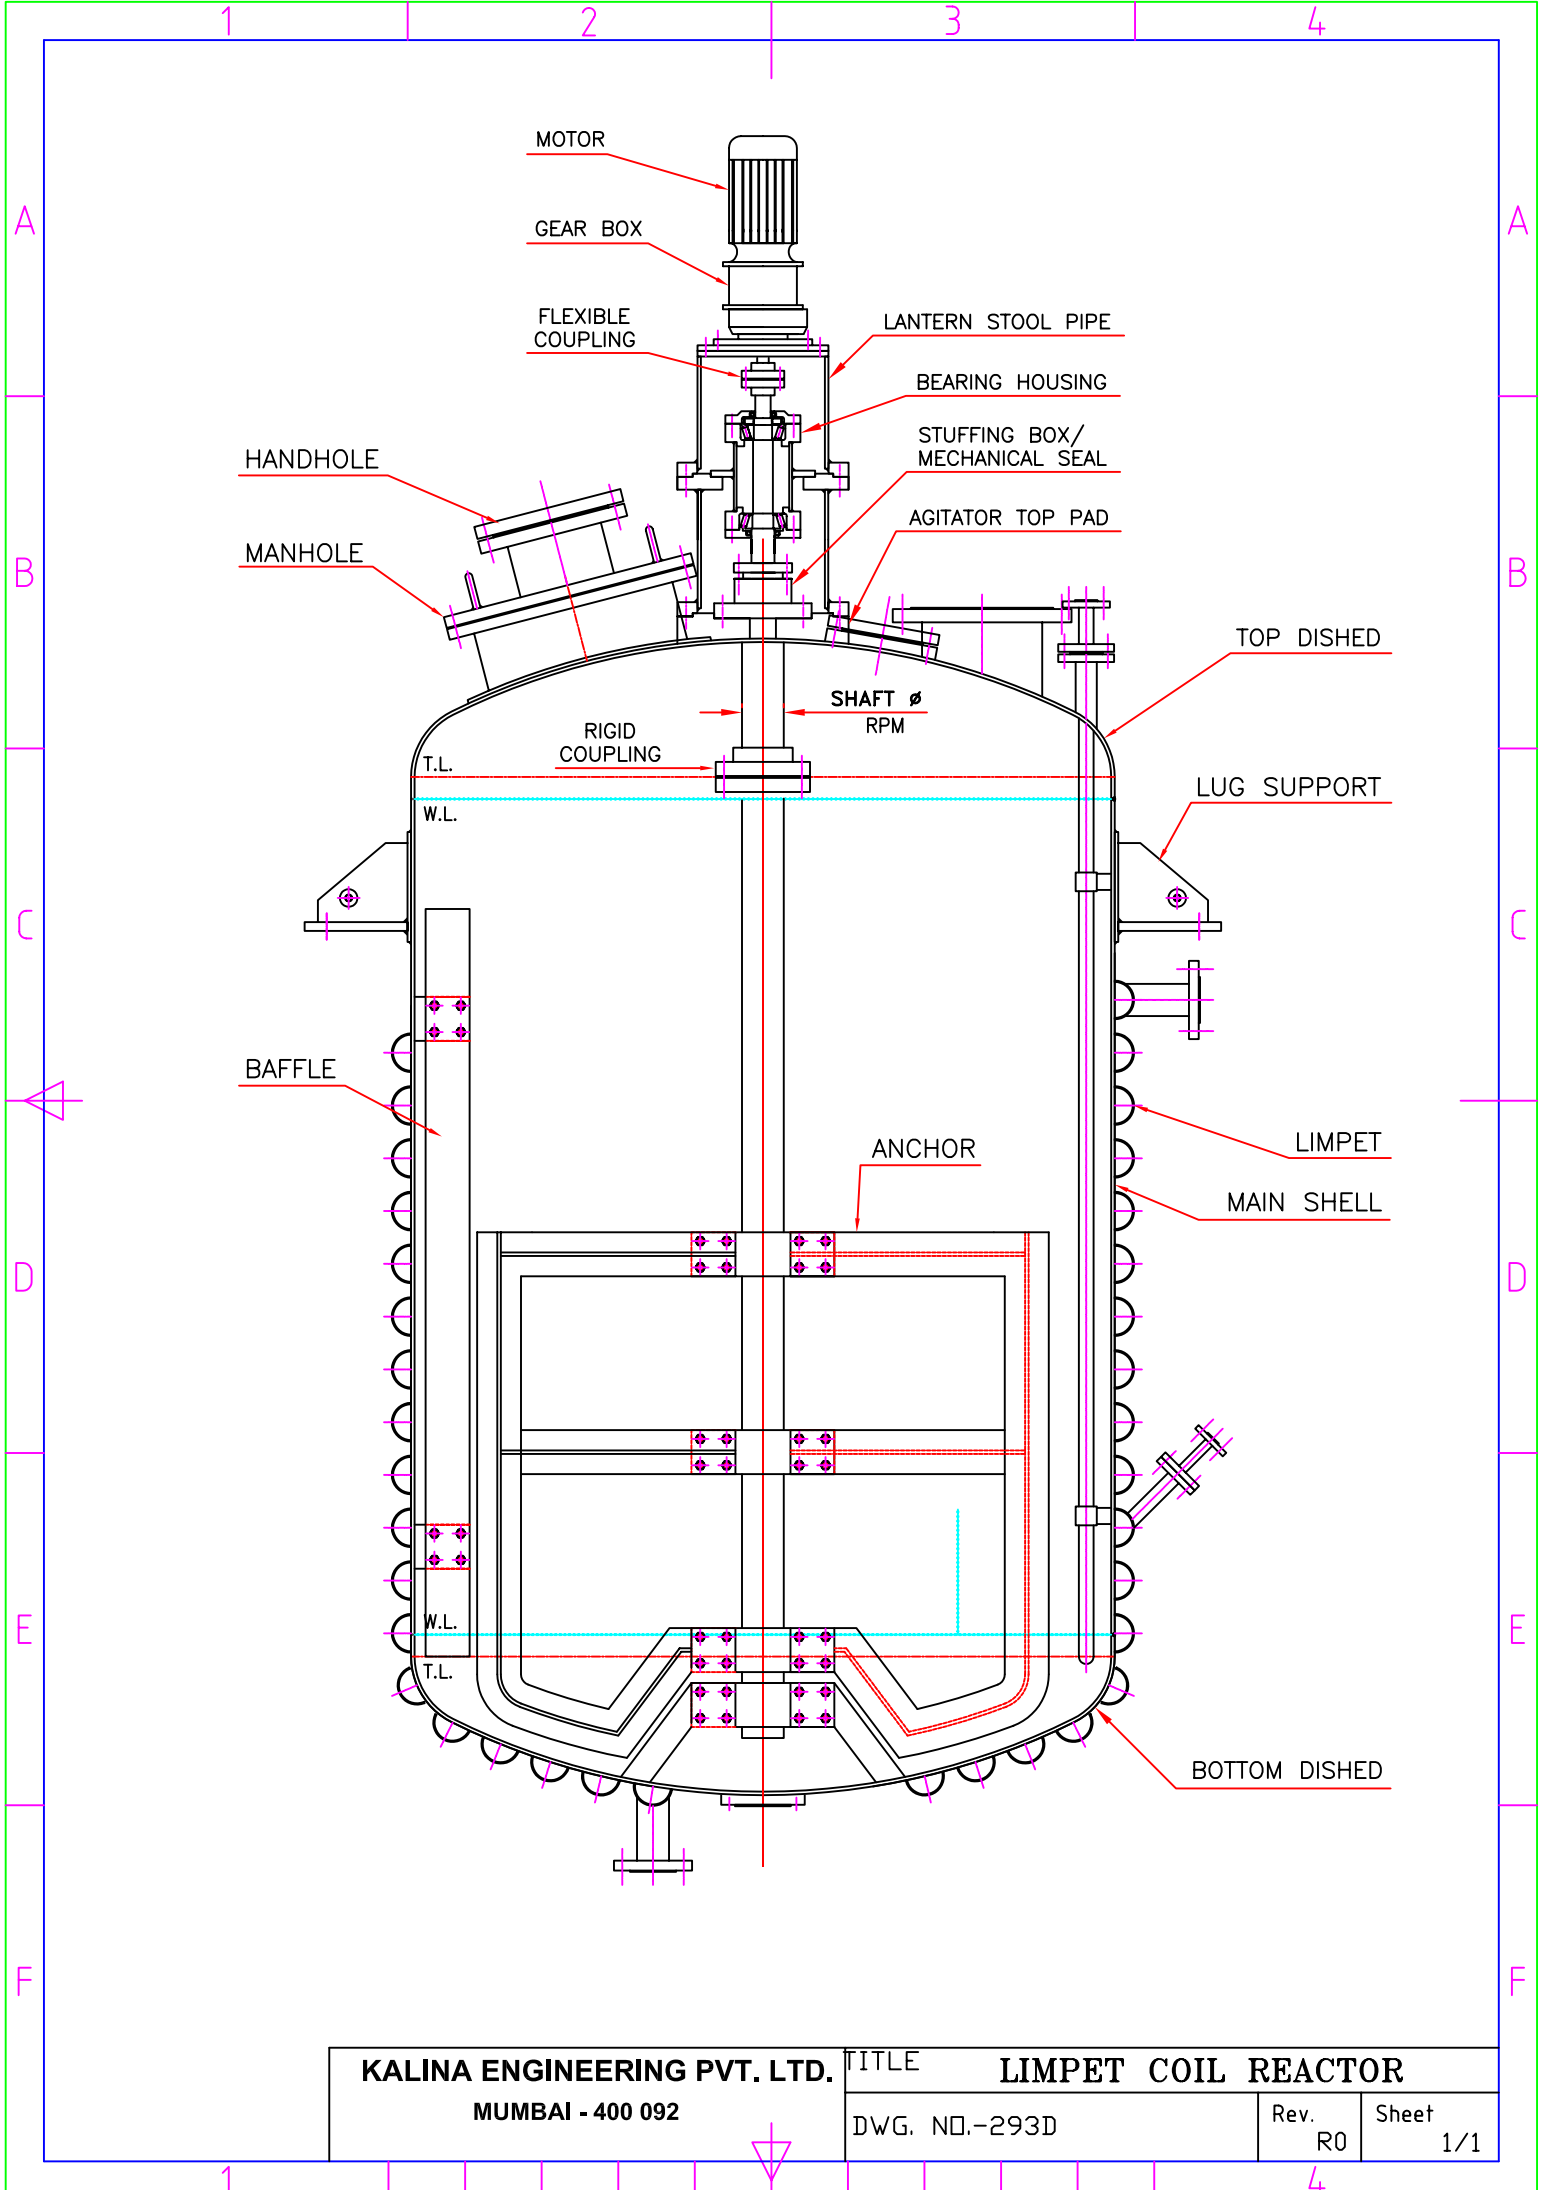 1 2 3 4
MOTOR
A A
GEAR BOX
FLEXIBLE
COUPLING
LANTERN STOOL PIPE
BEARING HOUSING
STUFFING BOX/
MECHANICAL SEAL
HANDHOLE
AGITATOR TOP PAD
MANHOLE
B B
TOP DISHED
SHAFT ø
RPM
RIGID
COUPLING
T.L.
LUG SUPPORT
W.L.
C C
BAFFLE
LIMPET
ANCHOR
MAIN SHELL
D D
W.L.
E E
T.L.
BOTTOM DISHED
F F
KALINA ENGINEERING PVT. LTD.
MUMBAI - 400 092
TITLE LIMPET COIL REACTOR
DWG. NO.-293D
Rev.
R0
Sheet
1/1
1 4